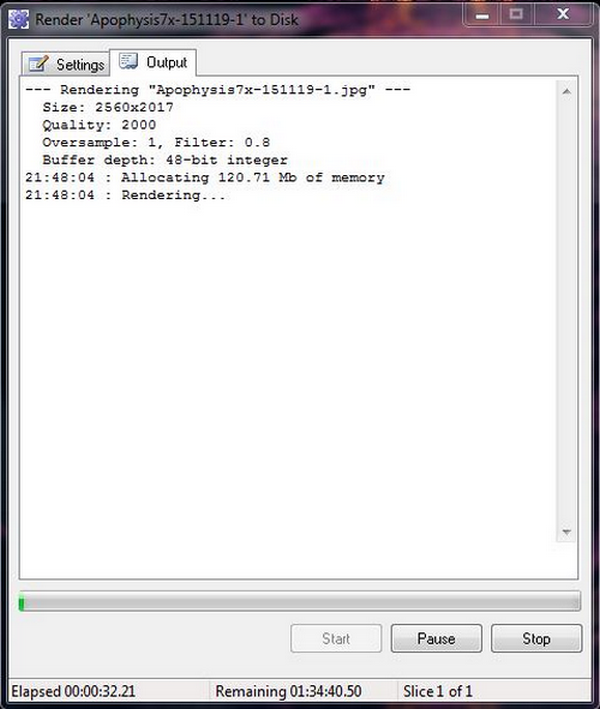 Render 'Apophysis7x-151119-1' to Disk
Settings
Output
--- Rendering "Apophysis7x-151119-1.jpg" ---
Size: 2560x2017
Quality: 2000
Oversample: 1, Filter: 0.8
Buffer depth: 48-bit integer
21:48:04 : Allocating 120.71 Mb of memory
21:48:04 : Rendering...
Start
Pause
Stop
Elapsed 00:00:32.21
Remaining 01:34:40.50
Slice 1 of 1